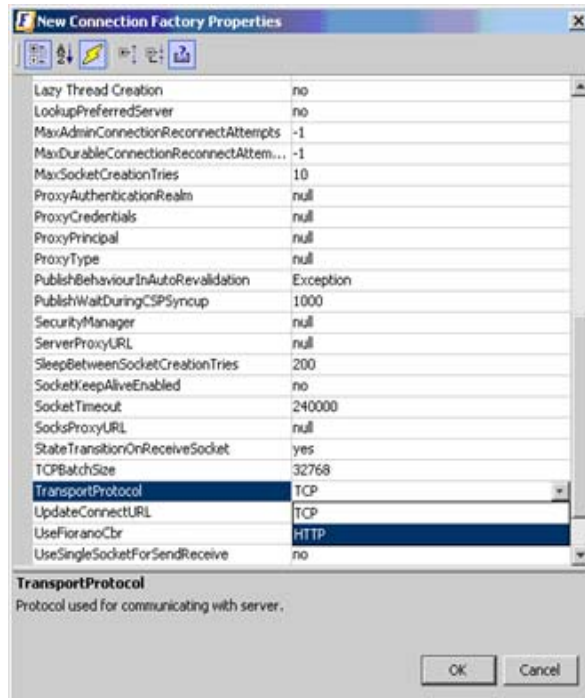 New Connection Factory Properties
Lazy Thread Creation no
LookupPreferredServer no
MaxAdminConnectionReconnectAttempts -1
MaxDurableConnectionReconnectAttem... -1
MaxSocketCreationTries 10
ProxyAuthenticationRealm null
ProxyCredentials null
ProxyPrincipal null
ProxyType null
PublishBehaviourInAutoRevalidation Exception
PublishWaitDuringCSPSyncup 1000
SecurityManager null
ServerProxyURL null
SleepBetweenSocketCreationTries 200
SocketKeepAliveEnabled no
SocketTimeout 240000
SocksProxyURL null
StateTransitionOnReceiveSocket yes
TCPBatchSize 32768
TransportProtocol TCP
UpdateConnectURL TCP
UseFioranoCbr HTTP
UseSingleSocketForSendReceive no
TransportProtocol
Protocol used for communicating with server.
OK Cancel